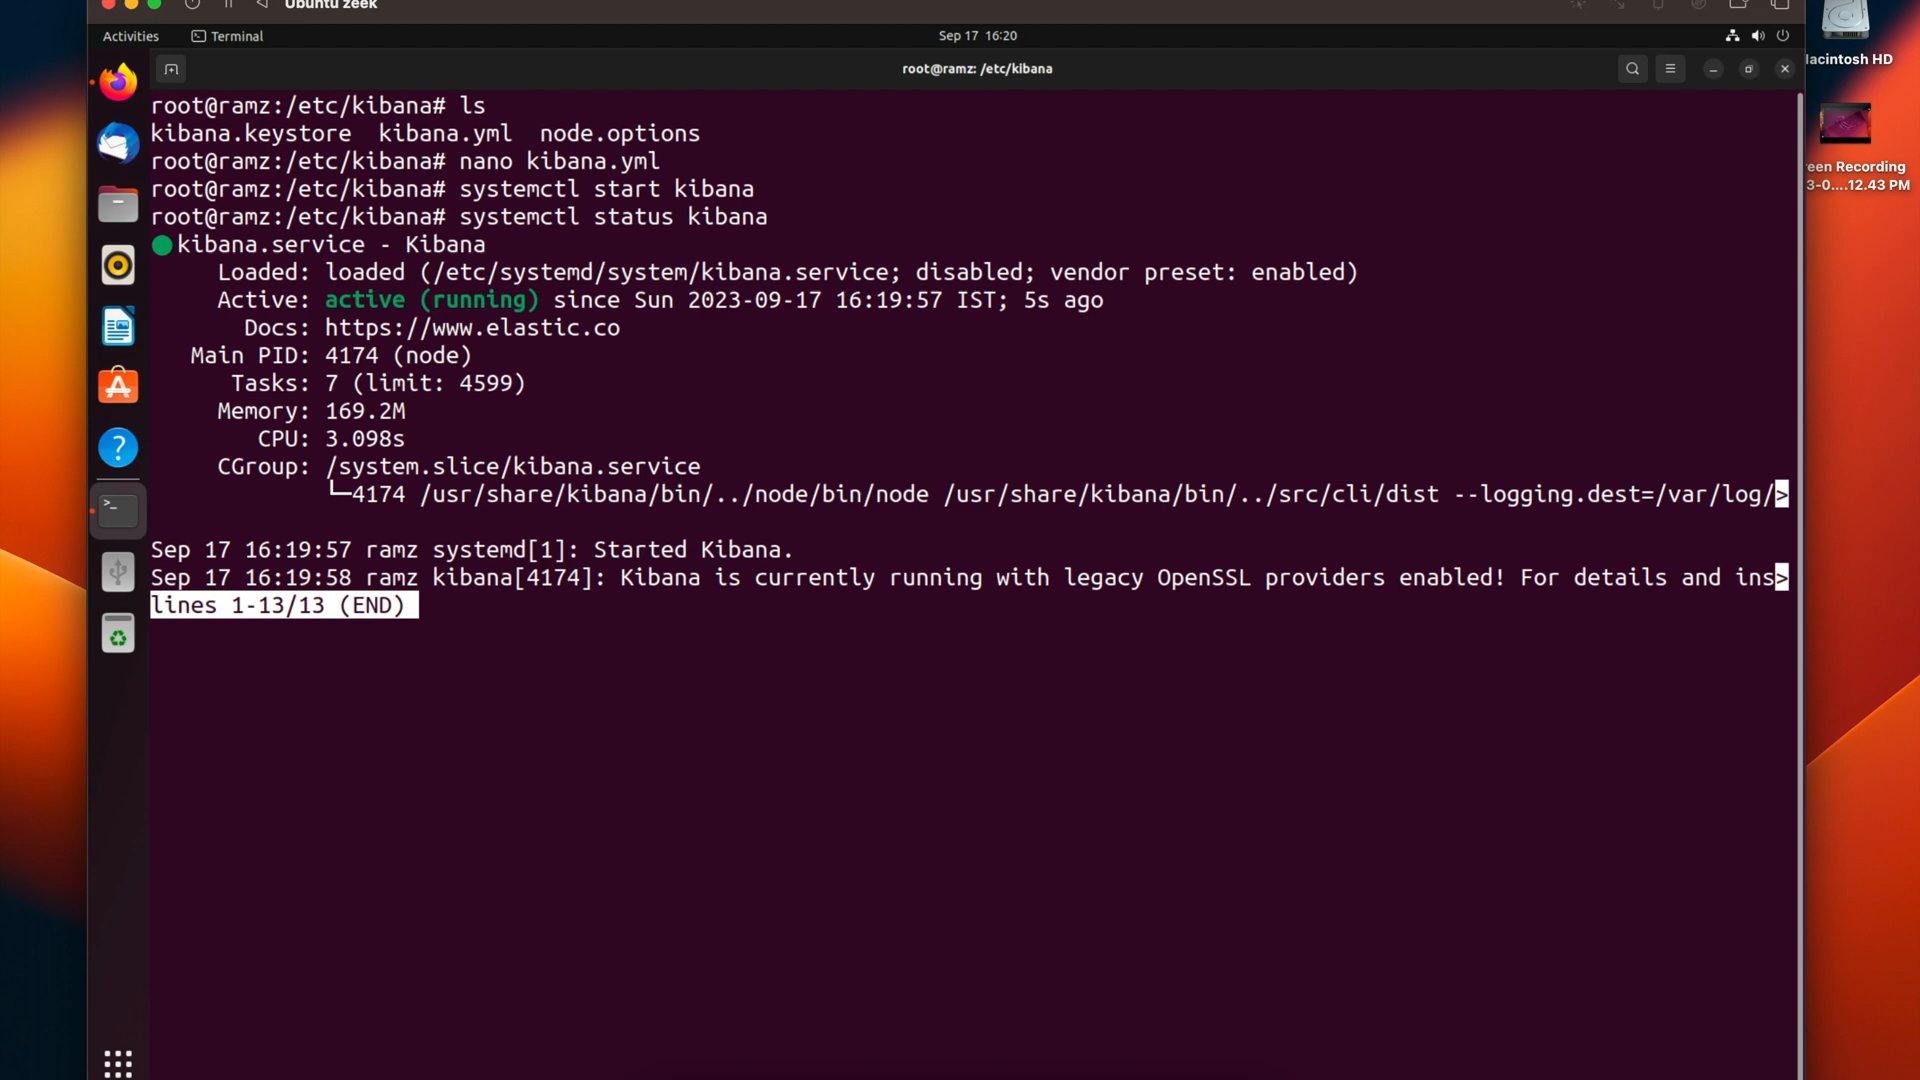 Ubuntu zeek
Activities
Terminal
Sep 17 16:20
root@ramz: /etc/kibana
root@ramz:/etc/kibana# ls
kibana.keystore kibana.yml node.options
root@ramz:/etc/kibana# nano kibana.yml
root@ramz:/etc/kibana# systemctl start kibana
root@ramz:/etc/kibana# systemctl status kibana
kibana.service - Kibana
Loaded: loaded (/etc/systemd/system/kibana.service; disabled; vendor preset: enabled)
Active: active (running) since Sun 2023-09-17 16:19:57 IST; 5s ago
Docs: https://www.elastic.co
Main PID: 4174 (node)
Tasks: 7 (limit: 4599)
Memory: 169.2M
CPU: 3.098s
CGroup: /system.slice/kibana.service
└─4174 /usr/share/kibana/bin/../node/bin/node /usr/share/kibana/bin/../src/cli/dist --logging.dest=/var/log/>
Sep 17 16:19:57 ramz systemd[1]: Started Kibana.
Sep 17 16:19:58 ramz kibana[4174]: Kibana is currently running with legacy OpenSSL providers enabled! For details and ins>
lines 1-13/13 (END)
acintosh HD
reen Recording
3-0....12.43 PM